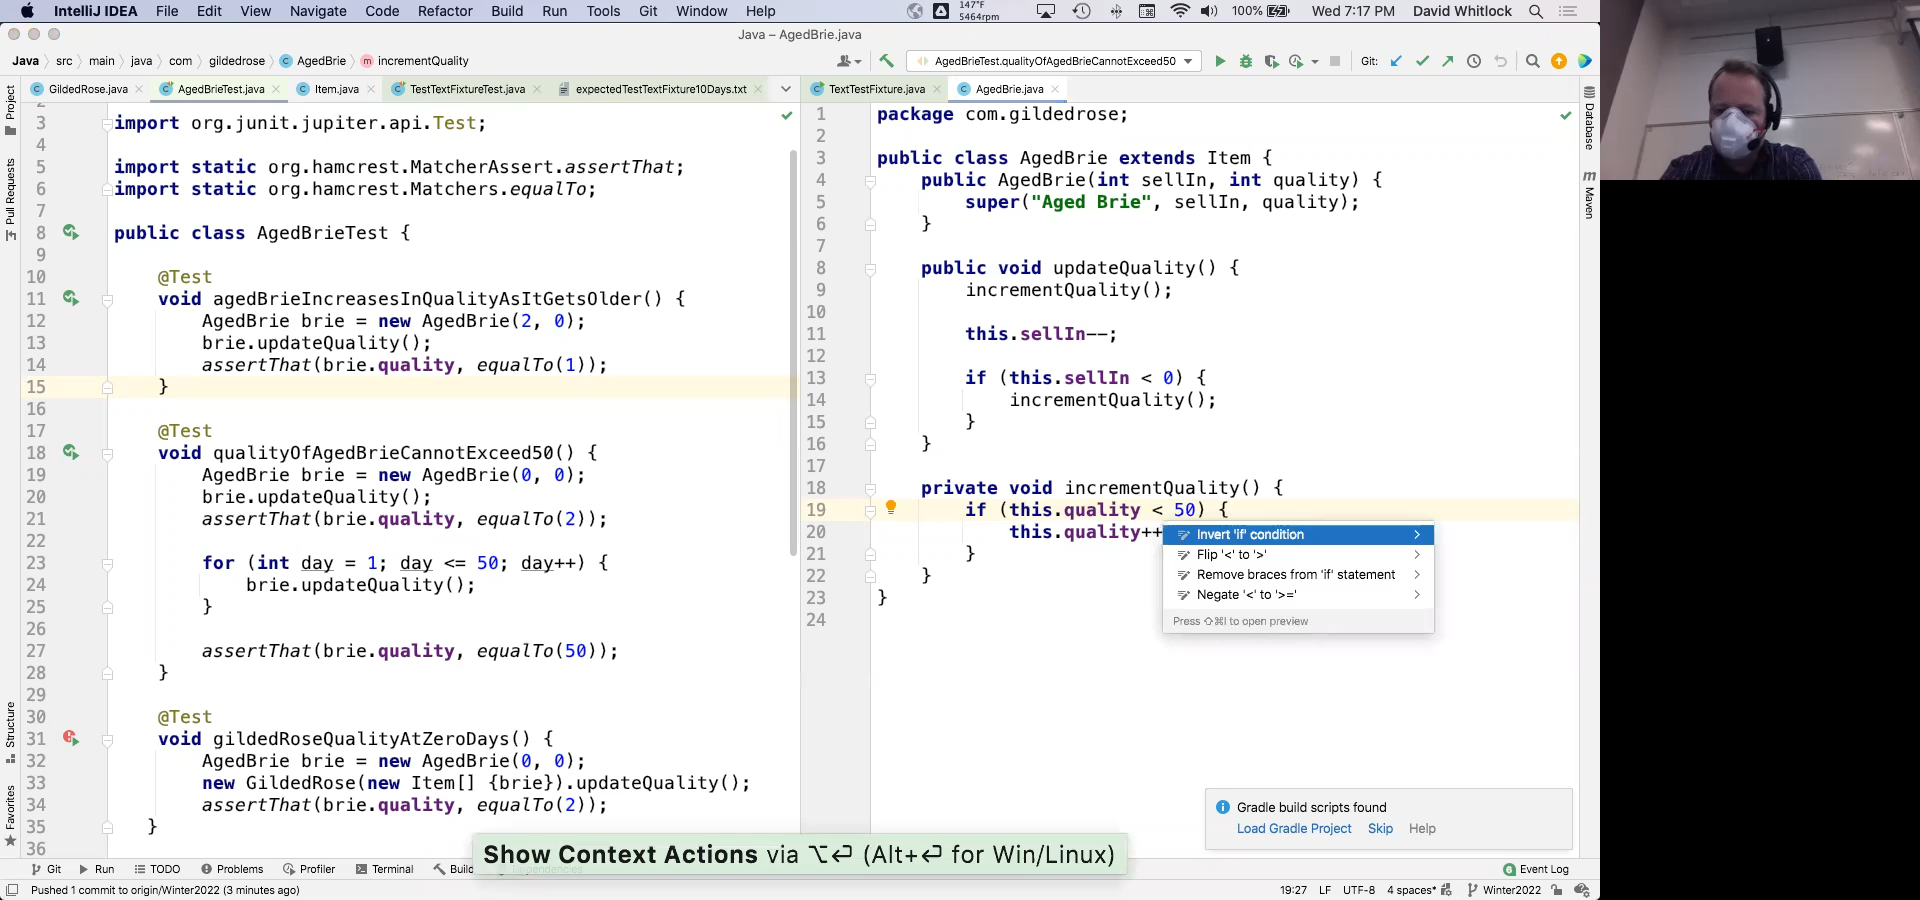 IntelliJ IDEA File Edit View Navigate Code Refactor Build Run Tools Git Window Help 147°F 5464rpm 100% Wed 7:17 PM David Whitlock
Java – AgedBrie.java
Java src main java com gildedrose AgedBrie incrementQuality AgedBrieTest.qualityOfAgedBrieCannotExceed50 Git:
GildedRose.java AgedBrieTest.java Item.java TestTextFixtureTest.java expectedTestTextFixture10Days.txt TextTestFixture.java AgedBrie.java
Project
Pull Requests
Structure
Favorites
3 import org.junit.jupiter.api.Test;
4
5 import static org.hamcrest.MatcherAssert.assertThat;
6 import static org.hamcrest.Matchers.equalTo;
7
8 public class AgedBrieTest {
9
10 @Test
11 void agedBrieIncreasesInQualityAsItGetsOlder() {
12 AgedBrie brie = new AgedBrie(2, 0);
13 brie.updateQuality();
14 assertThat(brie.quality, equalTo(1));
15 }
16
17 @Test
18 void qualityOfAgedBrieCannotExceed50() {
19 AgedBrie brie = new AgedBrie(0, 0);
20 brie.updateQuality();
21 assertThat(brie.quality, equalTo(2));
22
23 for (int day = 1; day <= 50; day++) {
24 brie.updateQuality();
25 }
26
27 assertThat(brie.quality, equalTo(50));
28 }
29
30 @Test
31 void gildedRoseQualityAtZeroDays() {
32 AgedBrie brie = new AgedBrie(0, 0);
33 new GildedRose(new Item[] {brie}).updateQuality();
34 assertThat(brie.quality, equalTo(2));
35 }
36
1 package com.gildedrose;
2
3 public class AgedBrie extends Item {
4 public AgedBrie(int sellIn, int quality) {
5 super("Aged Brie", sellIn, quality);
6 }
7
8 public void updateQuality() {
9 incrementQuality();
10
11 this.sellIn--;
12
13 if (this.sellIn < 0) {
14 incrementQuality();
15 }
16 }
17
18 private void incrementQuality() {
19 if (this.quality < 50) {
20 this.quality++
21 }
22 }
23 }
24
Invert 'if' condition
Flip '<' to '>'
Remove braces from 'if' statement
Negate '<' to '>='
Press ⇧⌘I to open preview
Database
Maven
Gradle build scripts found
Load Gradle Project Skip Help
Show Context Actions via ⌥⏎ (Alt+⏎ for Win/Linux)
Git Run TODO Problems Profiler Terminal Build Event Log
Pushed 1 commit to origin/Winter2022 (3 minutes ago) 19:27 LF UTF-8 4 spaces* Winter2022